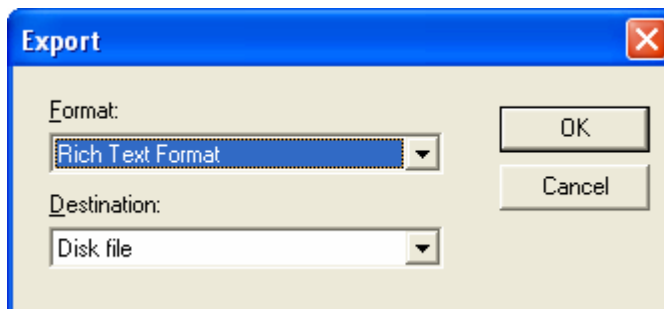 Export
Format:
Rich Text Format
OK
Cancel
Destination:
Disk file